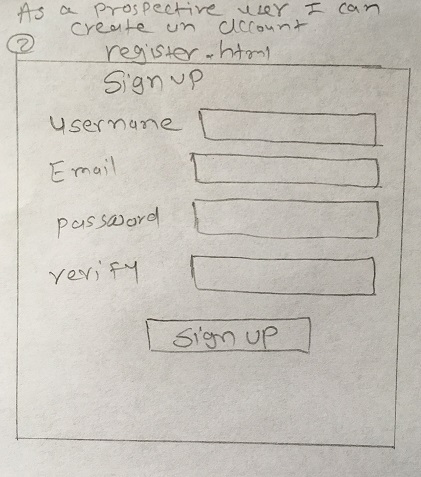 As a prospective user I can
create an account
② register.html
Sign up
username
Email
password
verify
Sign up